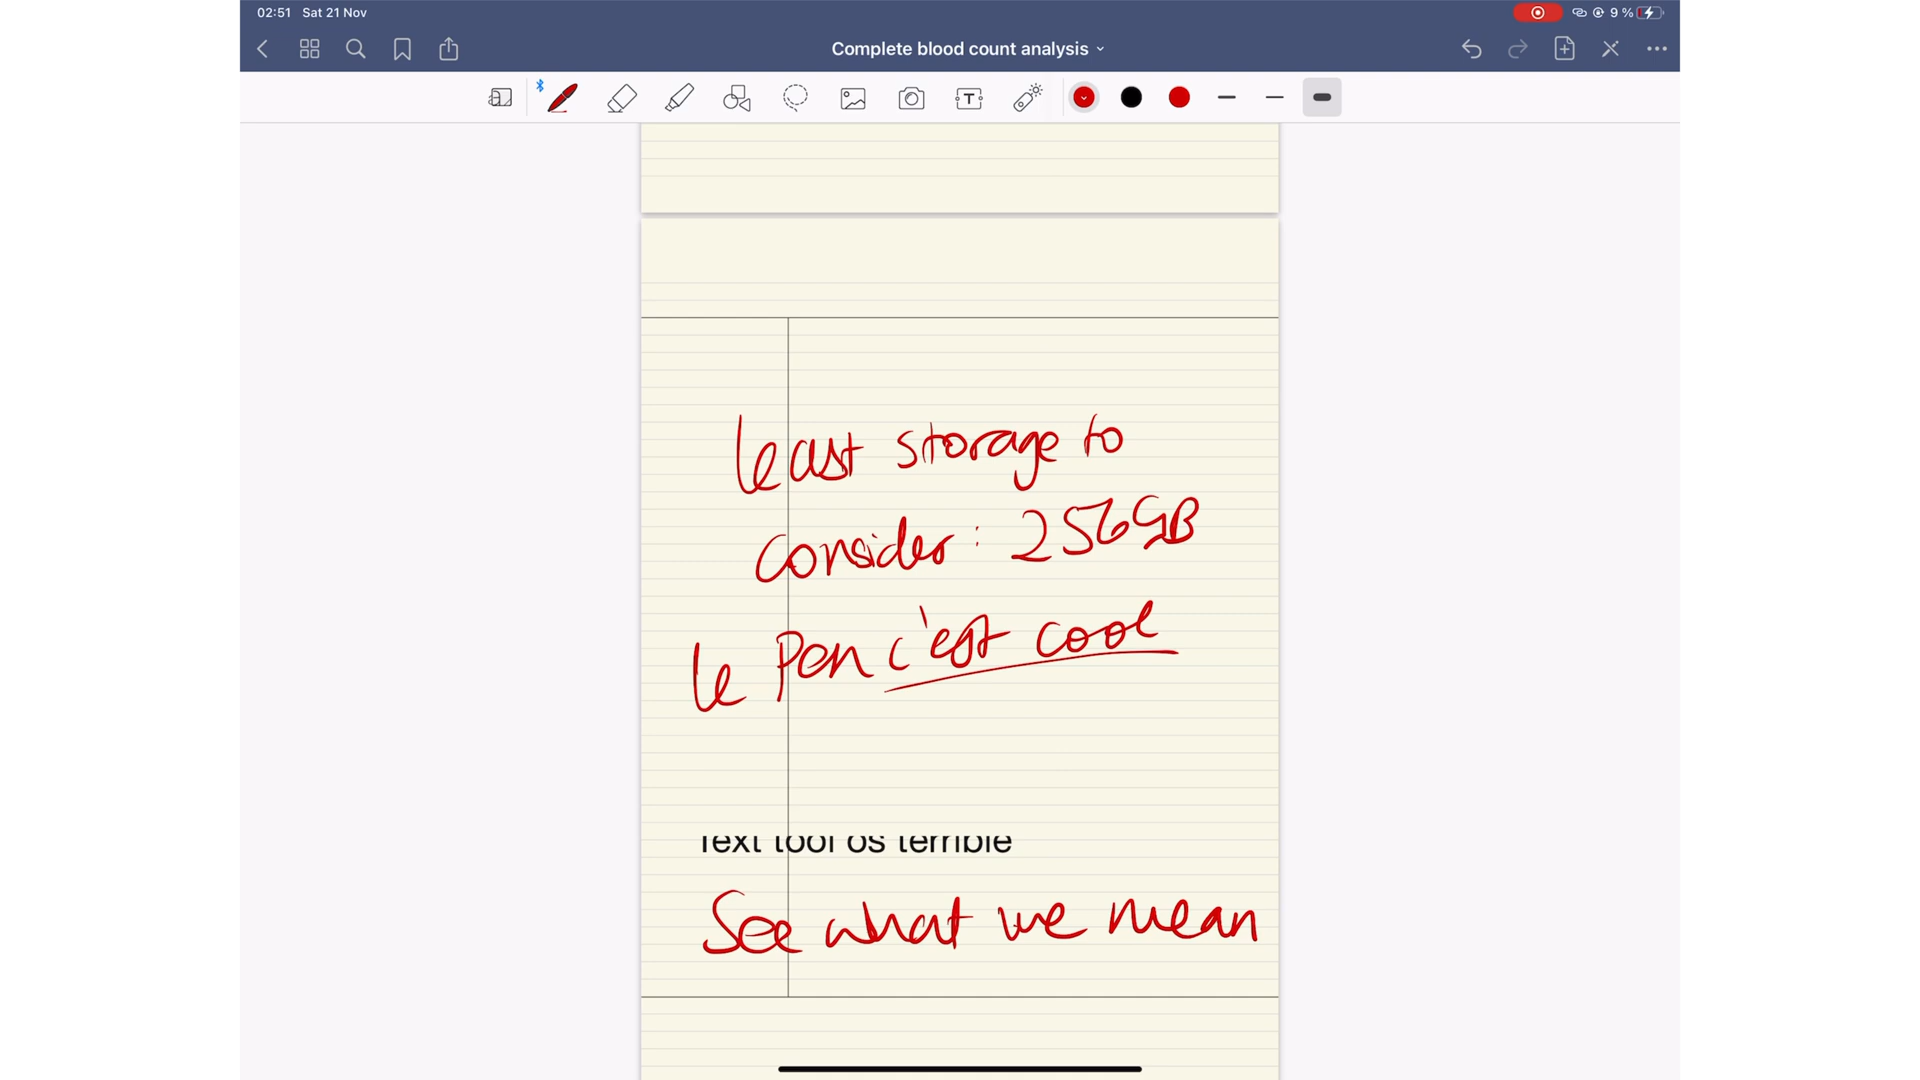 02:51 Sat 21 Nov
9 %
Complete blood count analysis
T
least storage to
consider : 256GB
le Pen c'est cool
Text tool os terrible
See what we mean